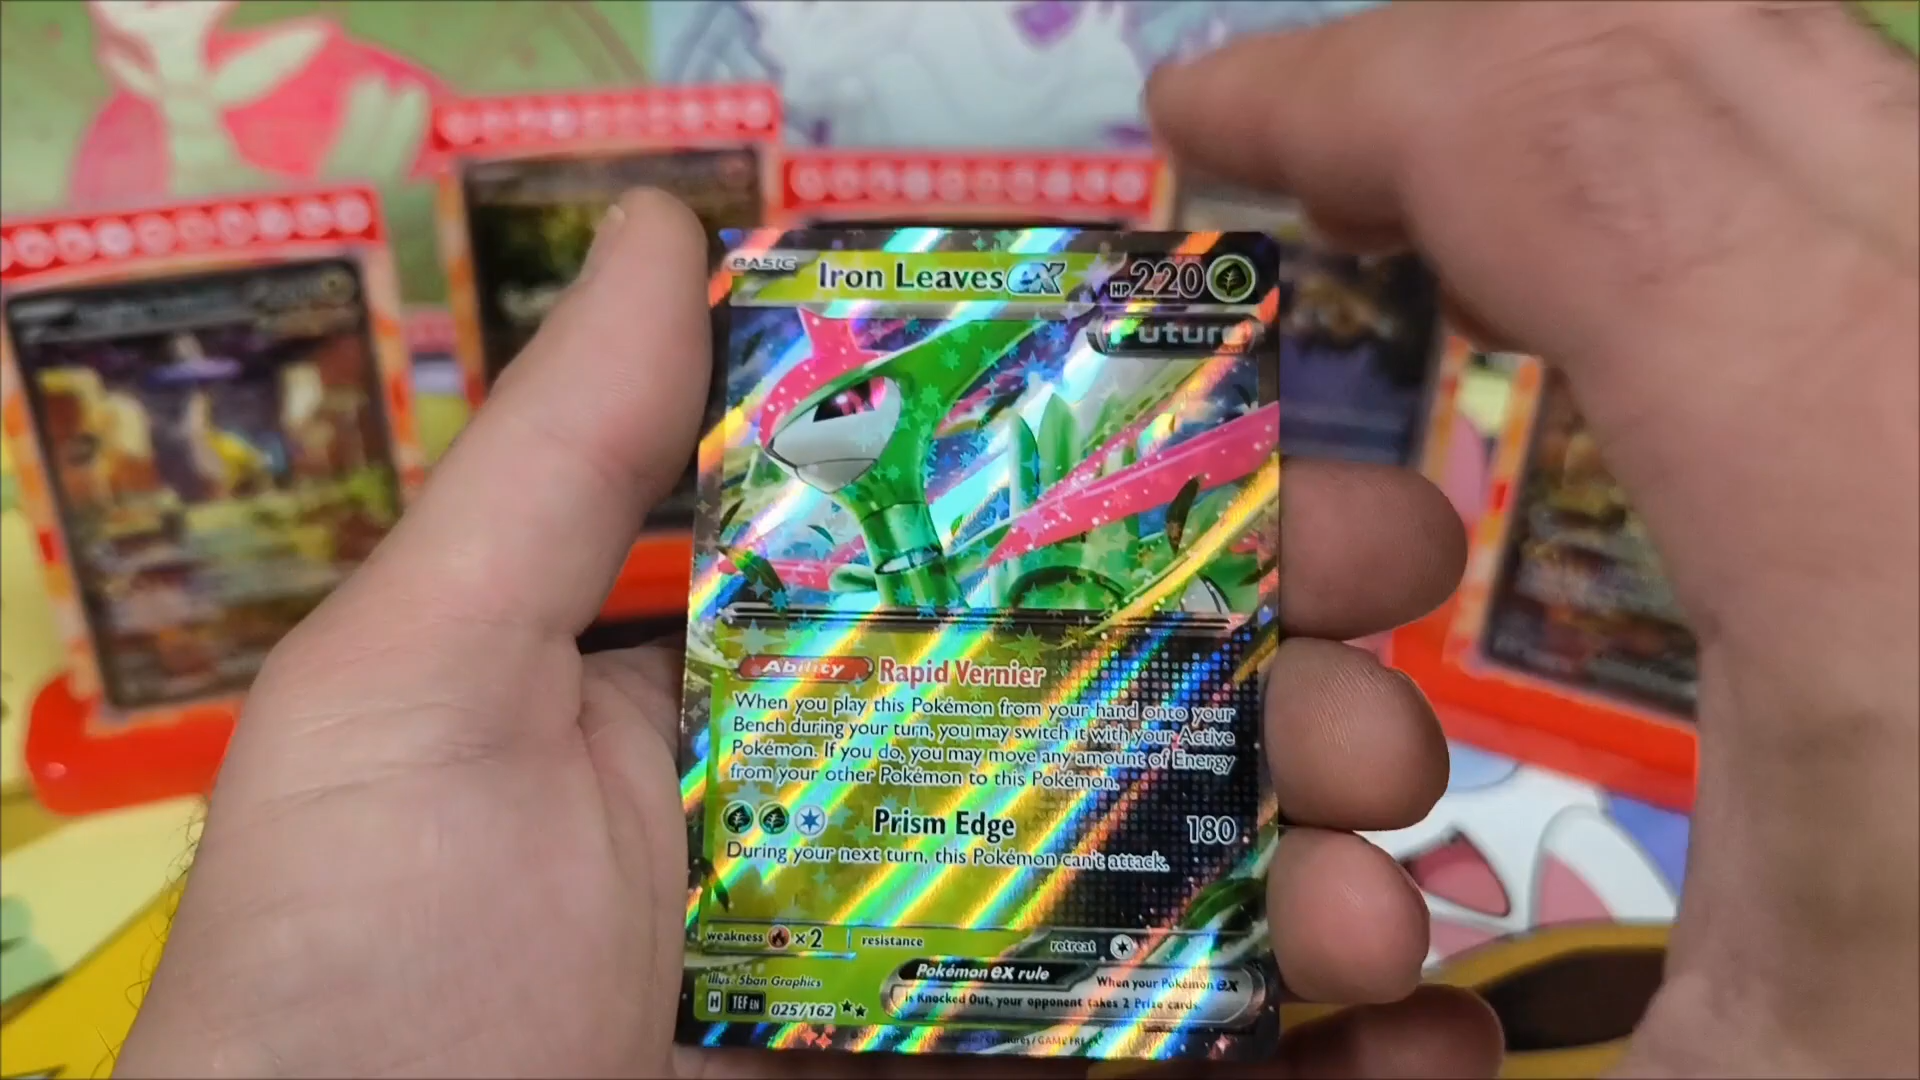 BASIC Iron Leaves ex HP 220
Future
Ability Rapid Vernier
When you play this Pokémon from your hand onto your
Bench during your turn, you may switch it with your Active
Pokémon. If you do, you may move any amount of Energy
from your other Pokémon to this Pokémon.
Prism Edge 180
During your next turn, this Pokémon can't attack.
weakness ×2 resistance retreat
Illus. 5ban Graphics
Pokémon ex rule When your Pokémon ex
is Knocked Out, your opponent takes 2 Prize cards.
H TEF EN 025/162
Creatures / GAME FREAK